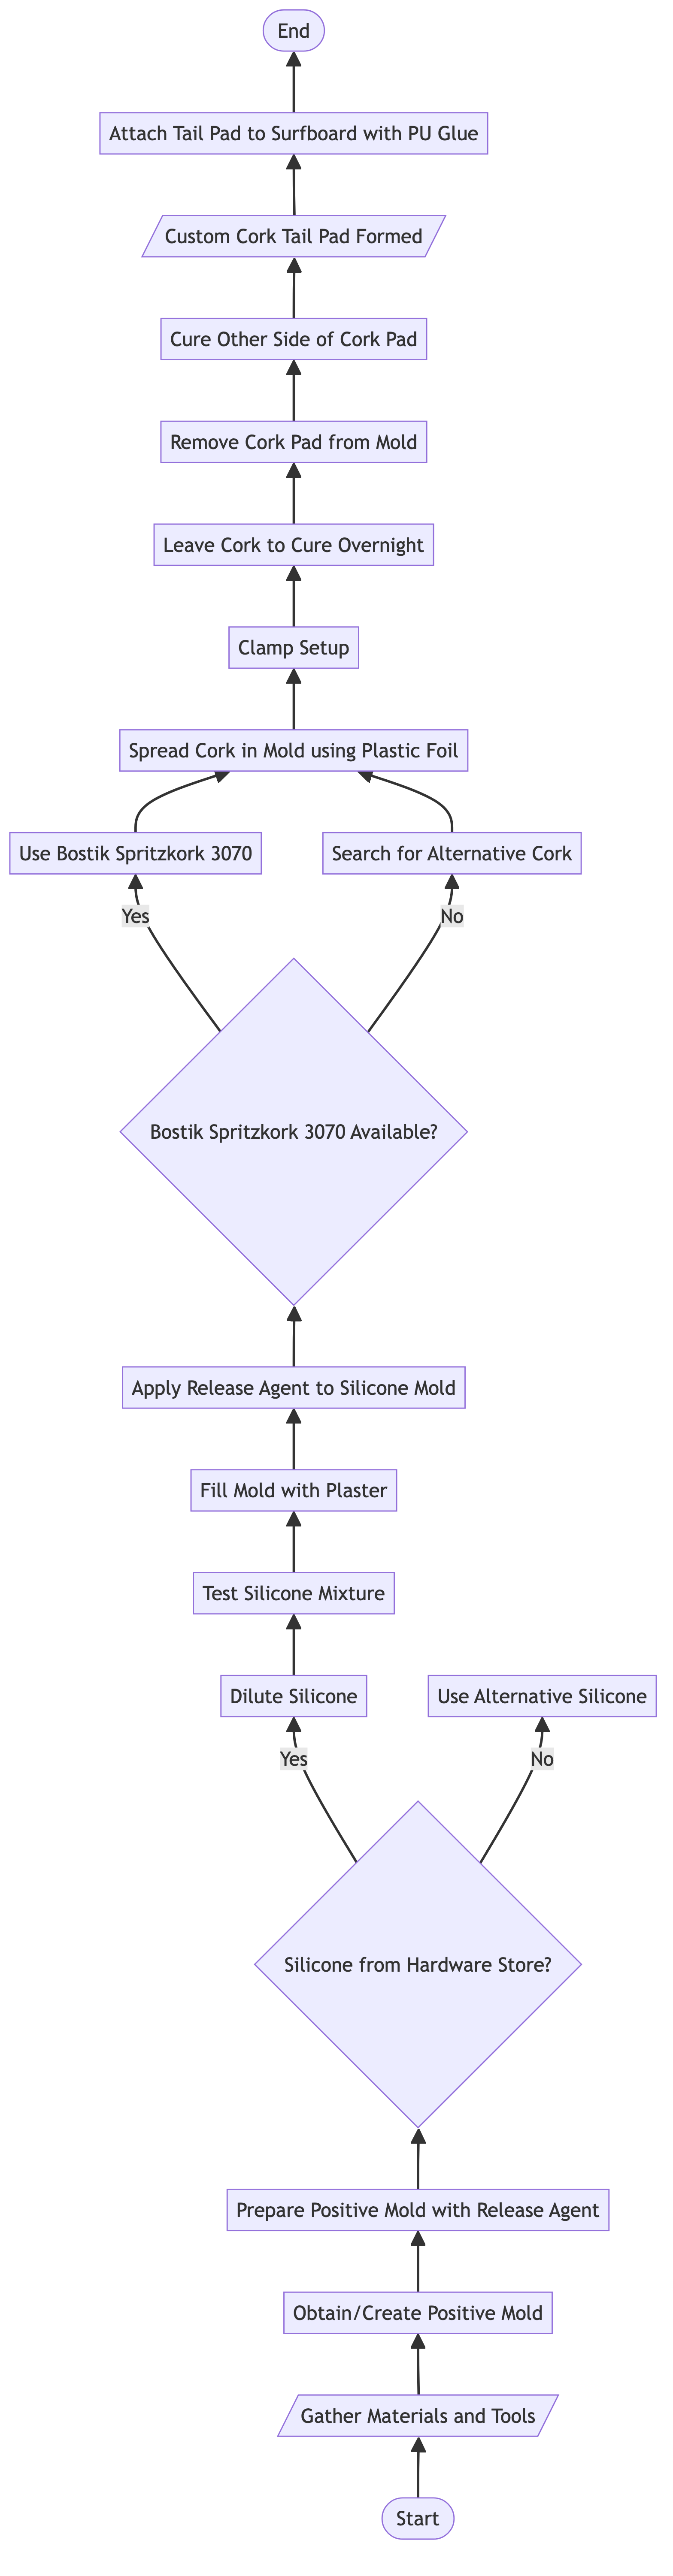 End
Attach Tail Pad to Surfboard with PU Glue
Custom Cork Tail Pad Formed
Cure Other Side of Cork Pad
Remove Cork Pad from Mold
Leave Cork to Cure Overnight
Clamp Setup
Spread Cork in Mold using Plastic Foil
Use Bostik Spritzkork 3070
Search for Alternative Cork
Yes
No
Bostik Spritzkork 3070 Available?
Apply Release Agent to Silicone Mold
Fill Mold with Plaster
Test Silicone Mixture
Dilute Silicone
Use Alternative Silicone
Yes
No
Silicone from Hardware Store?
Prepare Positive Mold with Release Agent
Obtain/Create Positive Mold
Gather Materials and Tools
Start